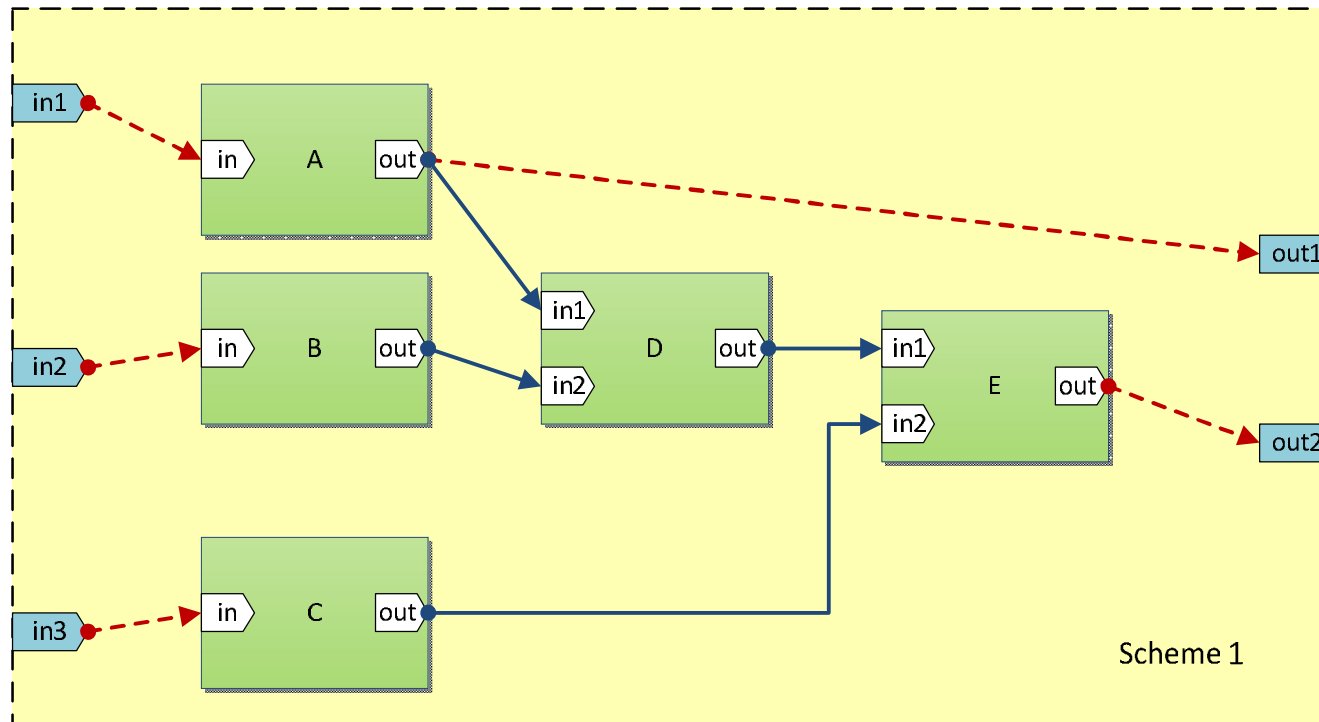 in1
in
A
out
out1
in2
in
B
out
in1
in2
D
out
in1
in2
E
out
out2
in3
in
C
out
Scheme 1